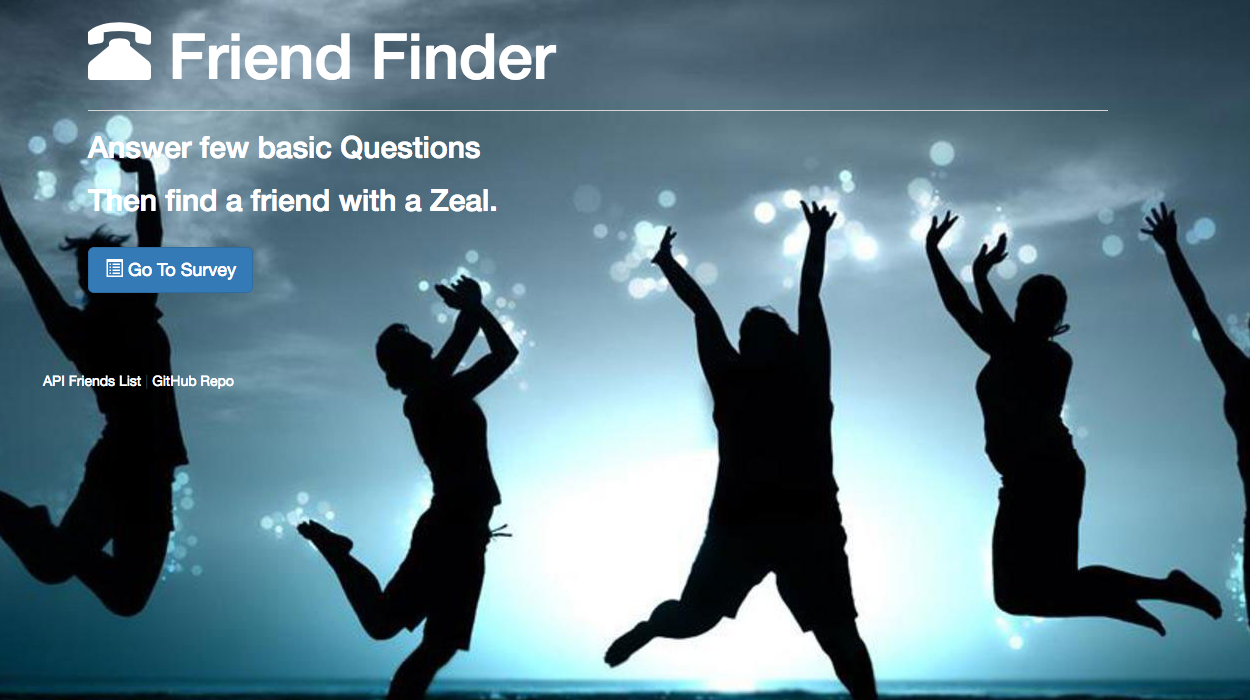 Friend Finder
Answer few basic Questions
Then find a friend with a Zeal.
Go To Survey
API Friends List | GitHub Repo